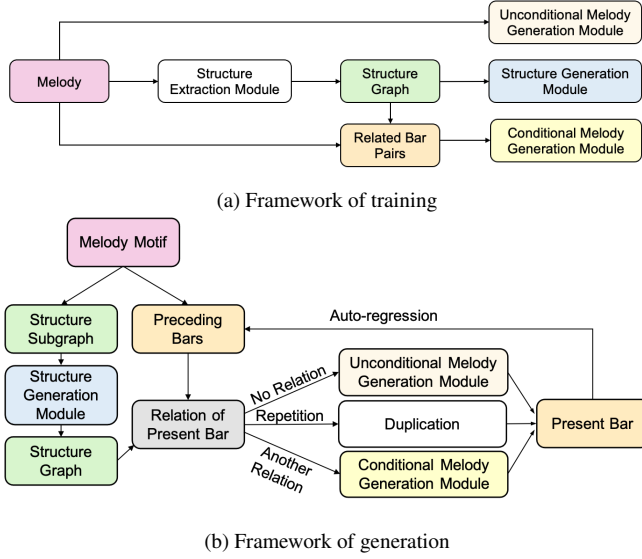 Unconditional Melody
Generation Module
Melody
Structure
Extraction Module
Structure
Graph
Structure Generation
Module
Related Bar
Pairs
Conditional Melody
Generation Module
(a) Framework of training
Melody Motif
Structure
Subgraph
Preceding
Bars
Auto-regression
Structure
Generation
Module
No Relation
Unconditional Melody
Generation Module
Relation of
Present Bar
Repetition
Duplication
Present Bar
Structure
Graph
Another
Relation
Conditional Melody
Generation Module
(b) Framework of generation